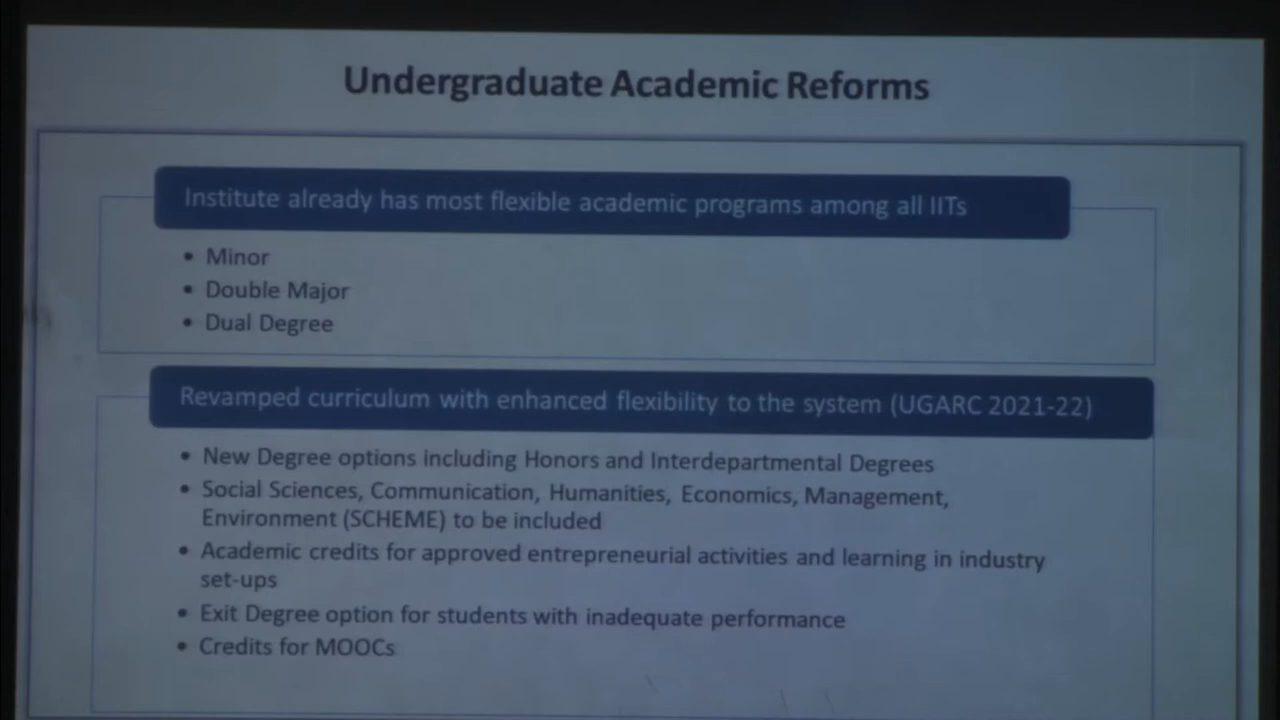 Undergraduate Academic Reforms
Institute already has most flexible academic programs among all IITs
• Minor
• Double Major
• Dual Degree
Revamped curriculum with enhanced flexibility to the system (UGARC 2021-22)
• New Degree options including Honors and Interdepartmental Degrees
• Social Sciences, Communication, Humanities, Economics, Management,
Environment (SCHEME) to be included
• Academic credits for approved entrepreneurial activities and learning in industry
set-ups
• Exit Degree option for students with inadequate performance
• Credits for MOOCs